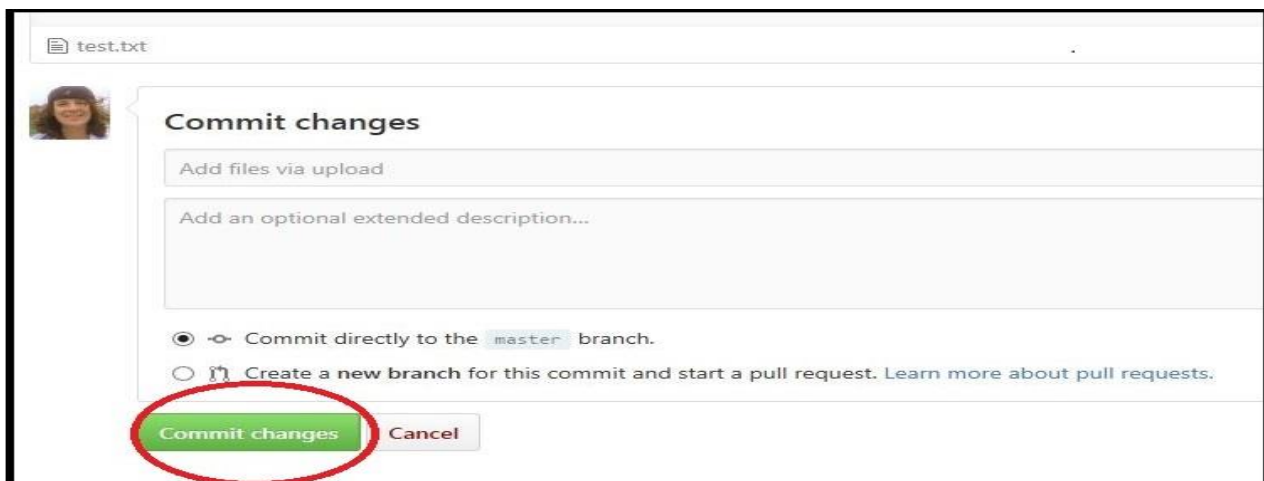 test.txt
Commit changes
Add files via upload
Add an optional extended description...
Commit directly to the master branch.
Create a new branch for this commit and start a pull request. Learn more about pull requests.
Commit changes Cancel